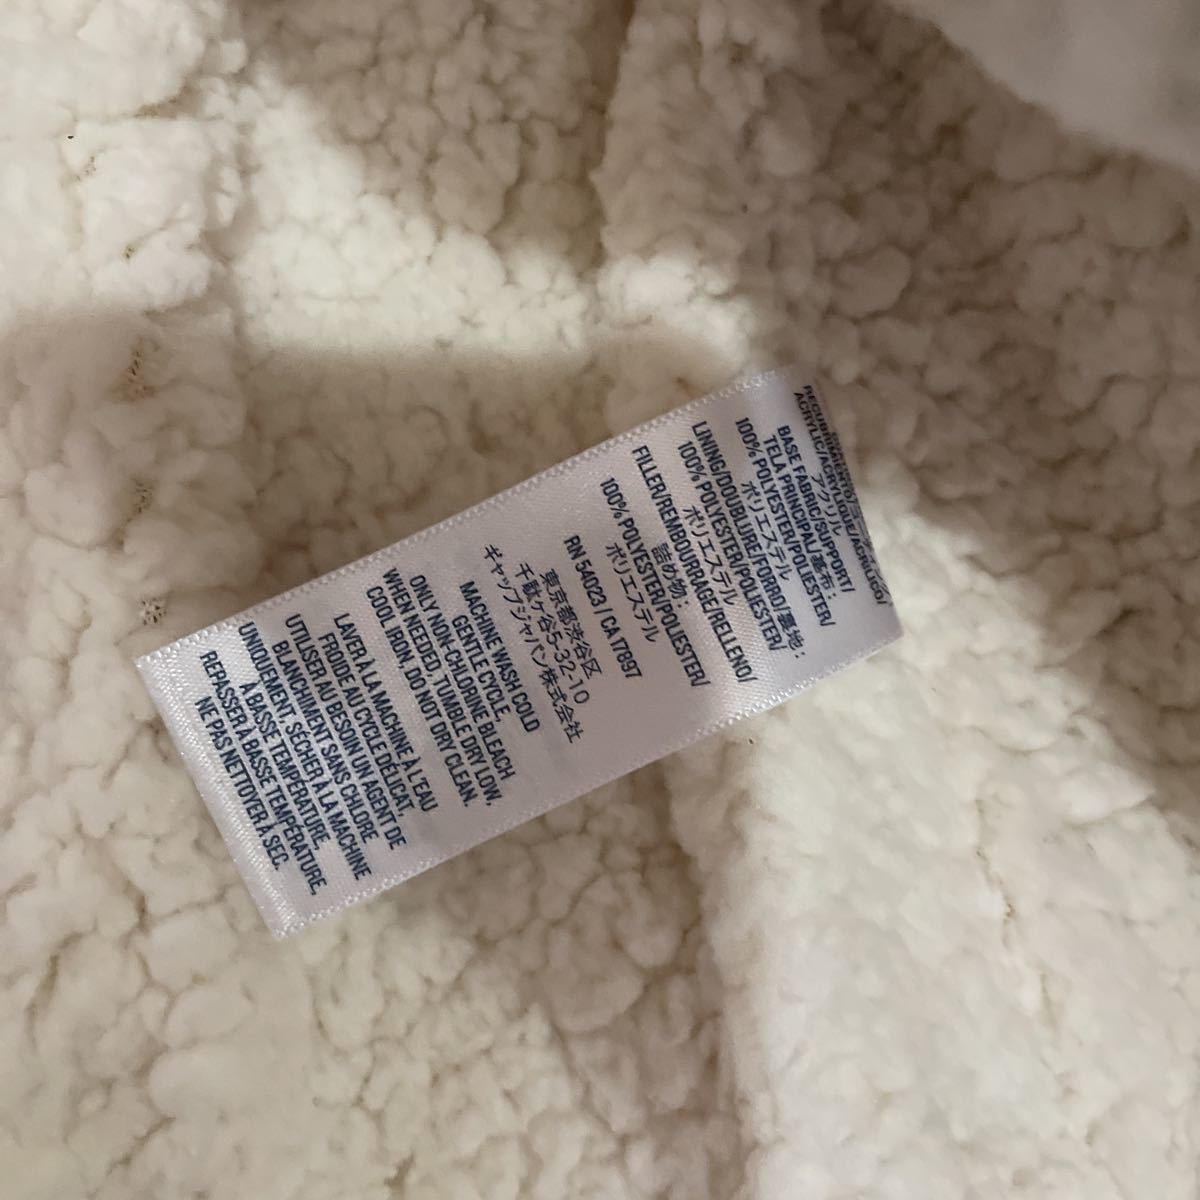 ACRYLIC/ACRYLIQUE/
アクリル
BASE FABRIC/SUPPORT/
TELA PRINCIPAL/基布:
100% POLYESTER/POLIESTER/
ポリエステル
LINING/DOUBLURE/FORRO/裏地:
100% POLYESTER/POLIESTER/
ポリエステル
FILLER/REMBOURRAGE/RELLENO/
詰め物:
100% POLYESTER/POLIESTER/
ポリエステル
RN 54023 / CA 17897
東京都渋谷区
千駄ヶ谷5-32-10
ギャップジャパン株式会社
MACHINE WASH COLD
GENTLE CYCLE,
ONLY NON-CHLORINE BLEACH
WHEN NEEDED, TUMBLE DRY LOW,
COOL IRON, DO NOT DRY CLEAN.
LAVER À LA MACHINE À L'EAU
FROIDE AU CYCLE DÉLICAT,
UTILISER AU BESOIN UN AGENT DE
BLANCHIMENT SANS CHLORE
UNIQUEMENT. SÉCHER À LA MACHINE
À BASSE TEMPÉRATURE,
REPASSER À BASSE TEMPÉRATURE,
NE PAS NETTOYER À SEC.